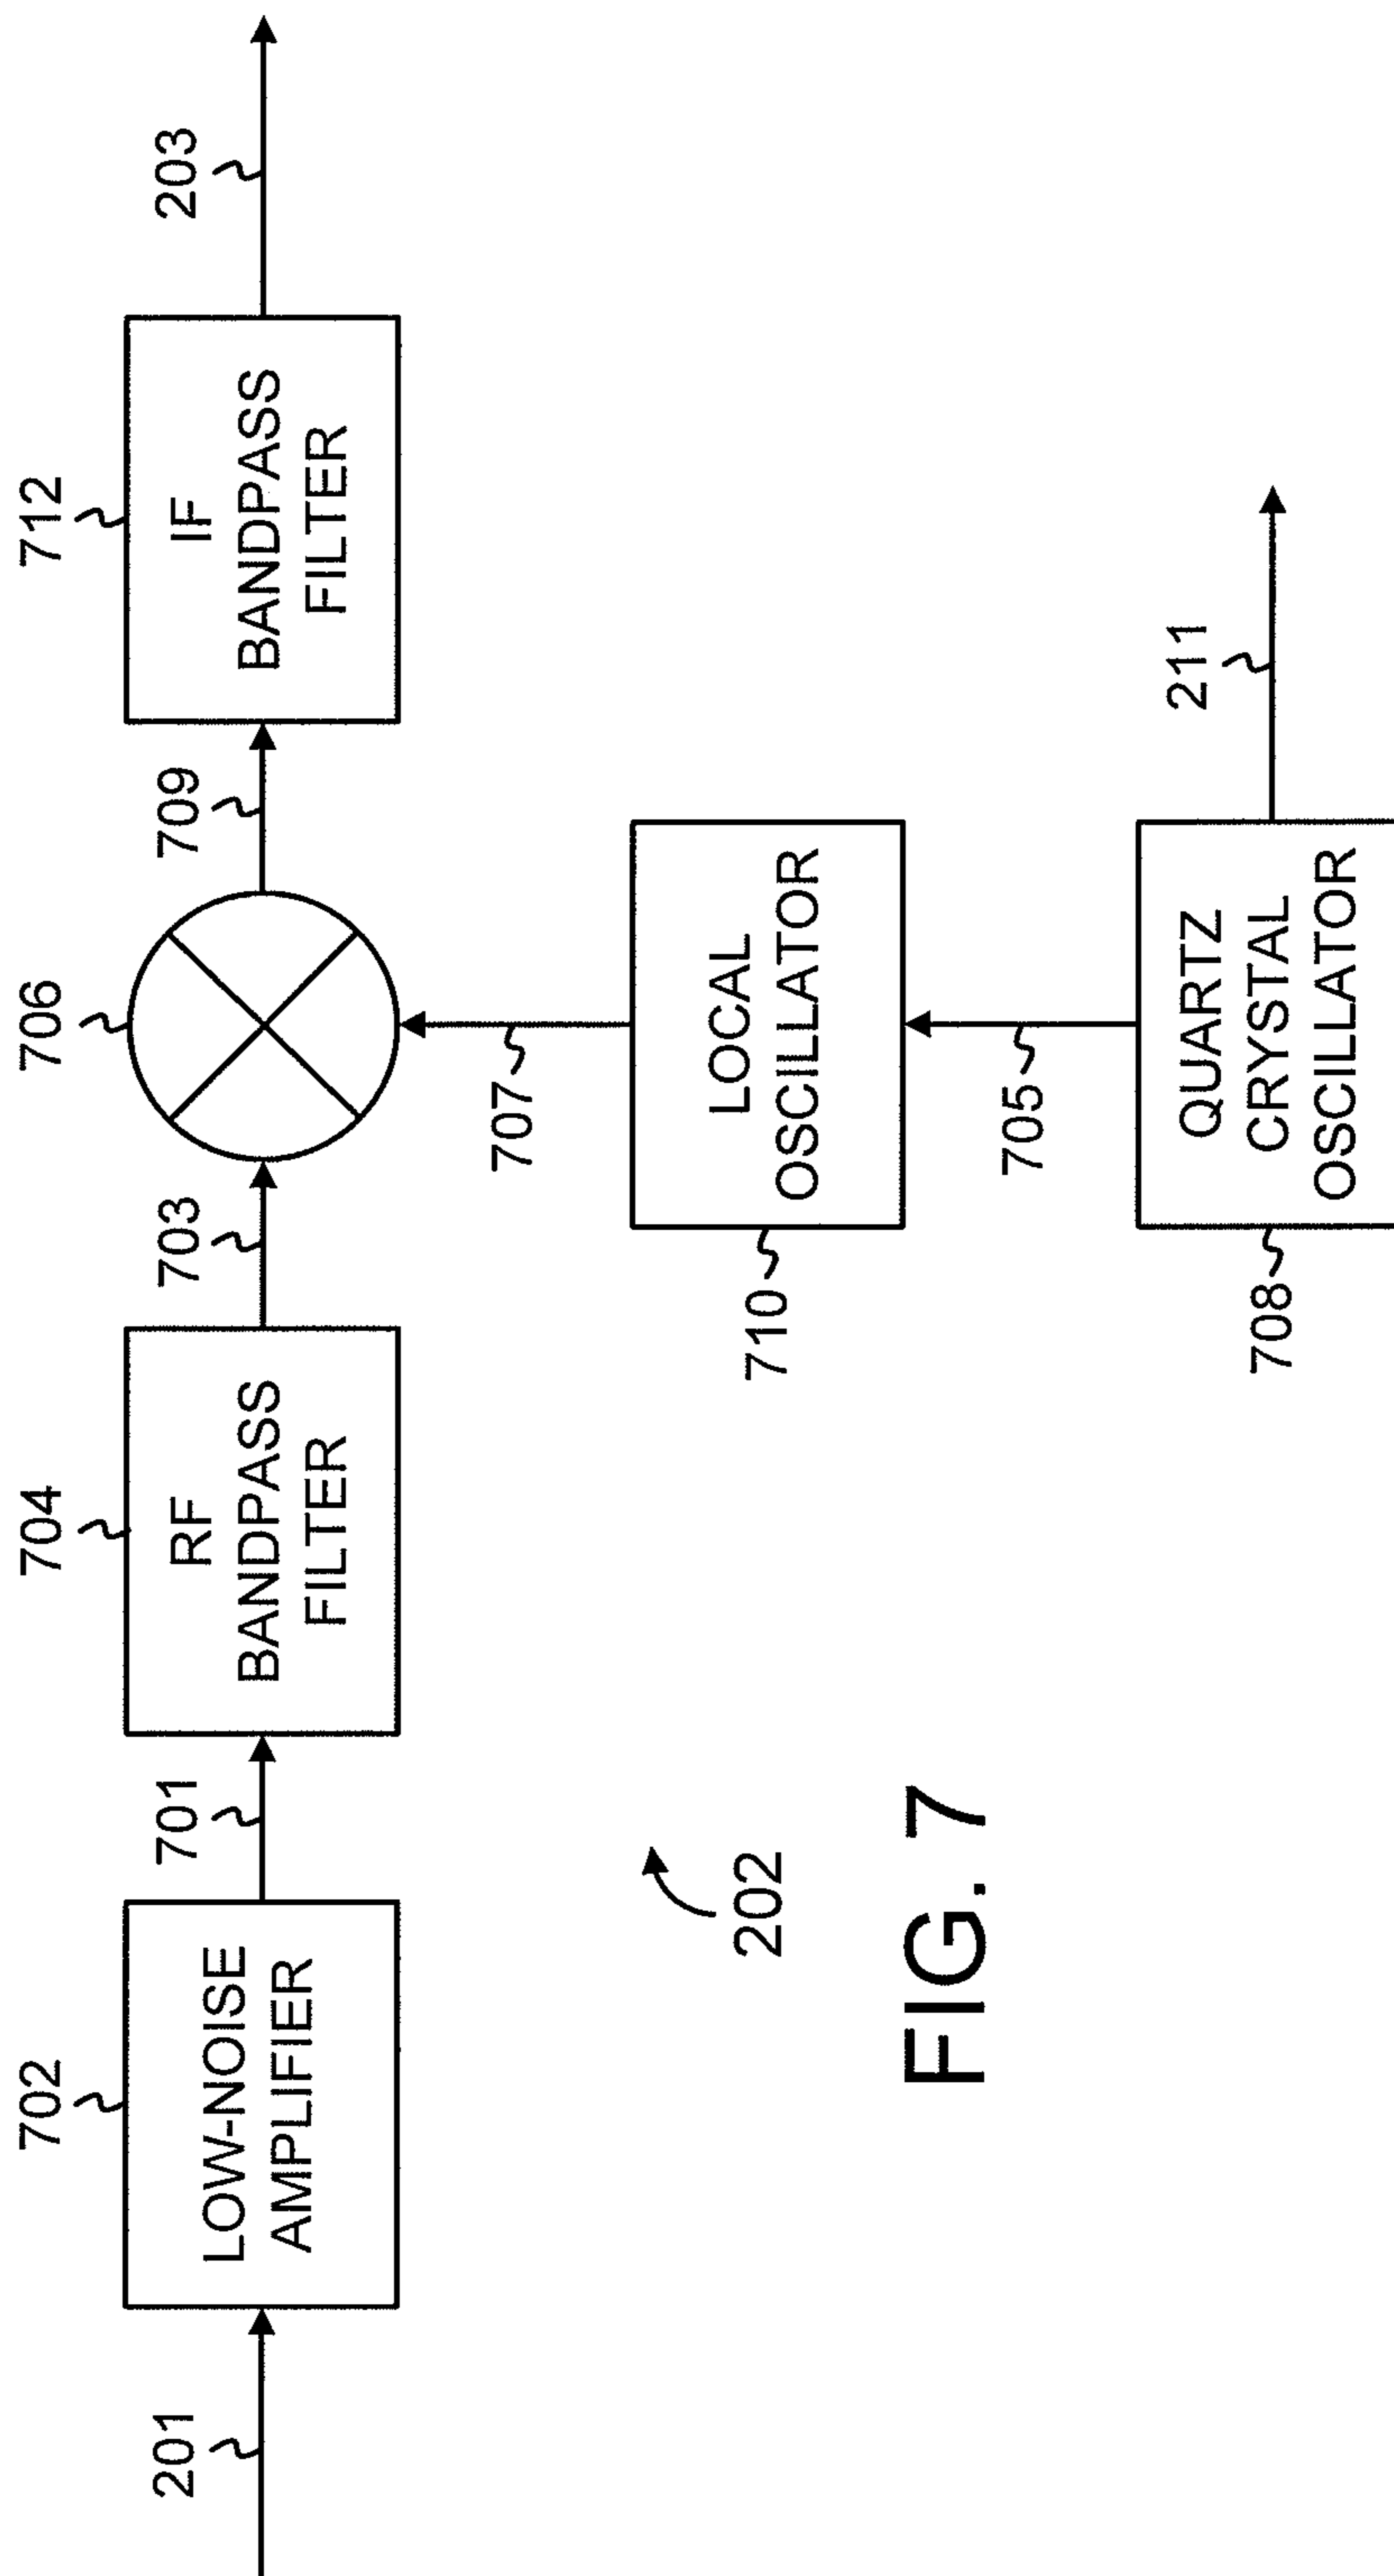 201
702
LOW-NOISE
AMPLIFIER
701
704
RF
BANDPASS
FILTER
703
706
709
712
IF
BANDPASS
FILTER
203
707
710
LOCAL
OSCILLATOR
705
708
QUARTZ
CRYSTAL
OSCILLATOR
211
202
FIG. 7